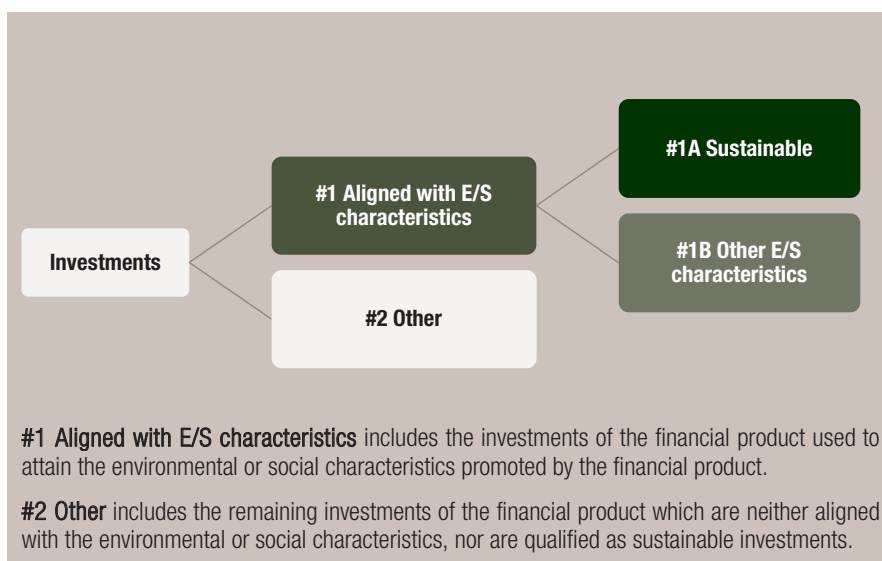 #1A Sustainable
#1 Aligned with E/S
characteristics
#1B Other E/S
characteristics
Investments
#2 Other
#1 Aligned with E/S characteristics includes the investments of the financial product used to
attain the environmental or social characteristics promoted by the financial product.
#2 Other includes the remaining investments of the financial product which are neither aligned
with the environmental or social characteristics, nor are qualified as sustainable investments.